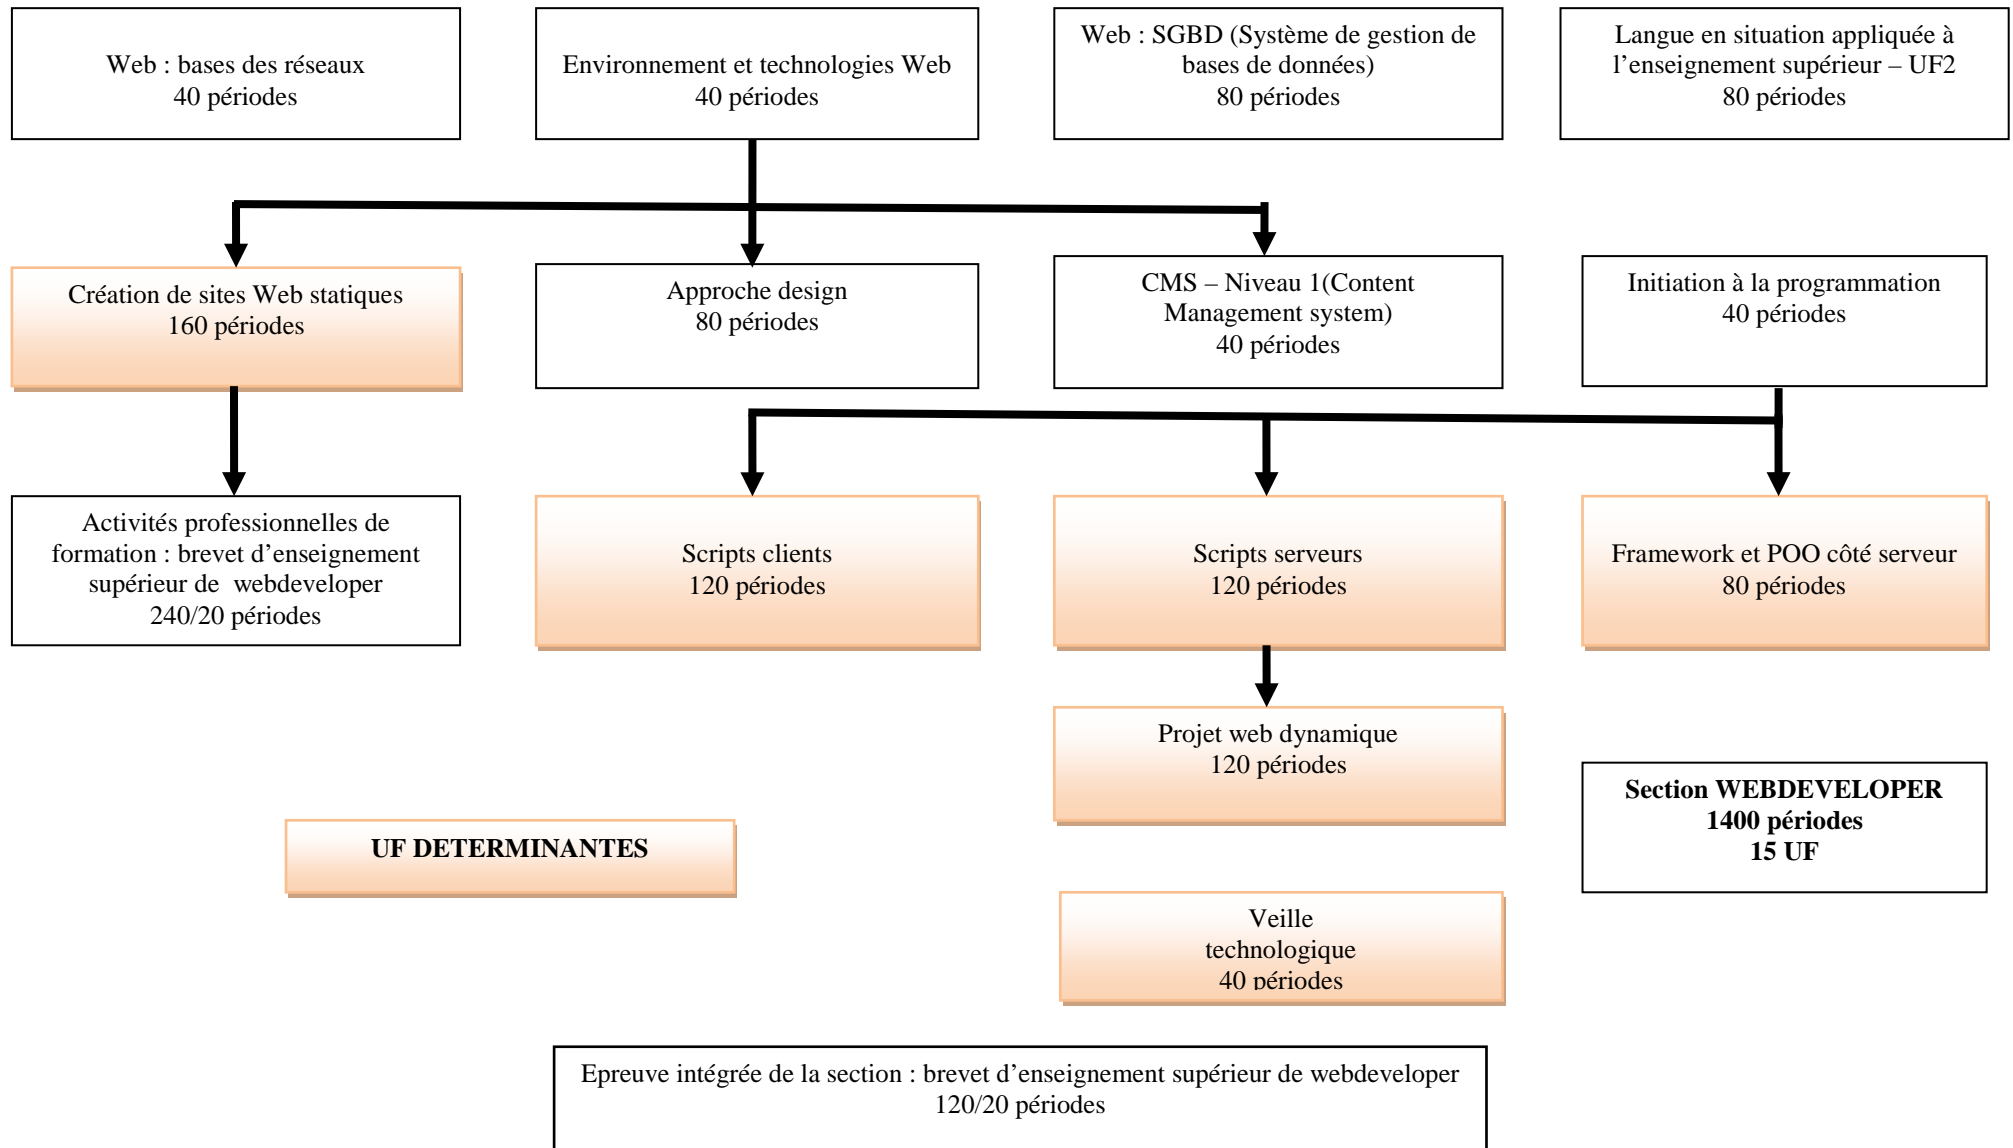 Web : bases des réseaux
40 périodes
Environnement et technologies Web
40 périodes
Web : SGBD (Système de gestion de
bases de données)
80 périodes
Langue en situation appliquée à
l’enseignement supérieur – UF2
80 périodes
Création de sites Web statiques
160 périodes
Approche design
80 périodes
CMS – Niveau 1(Content
Management system)
40 périodes
Initiation à la programmation
40 périodes
Activités professionnelles de
formation : brevet d’enseignement
supérieur de webdeveloper
240/20 périodes
Scripts clients
120 périodes
Scripts serveurs
120 périodes
Framework et POO côté serveur
80 périodes
Projet web dynamique
120 périodes
Section WEBDEVELOPER
1400 périodes
15 UF
UF DETERMINANTES
Veille
technologique
40 périodes
Epreuve intégrée de la section : brevet d’enseignement supérieur de webdeveloper
120/20 périodes